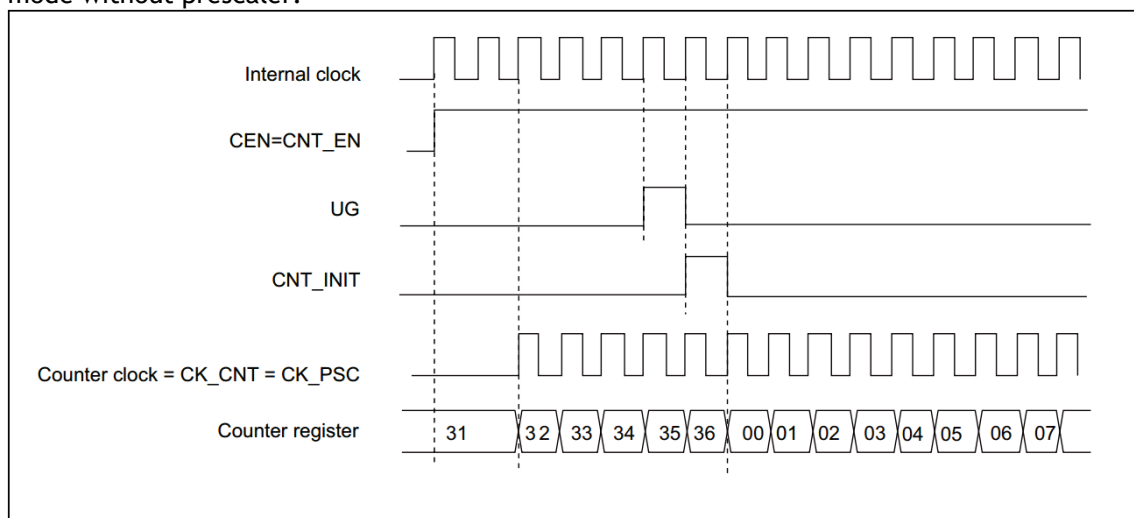 mode without prescaler.
Internal clock
CEN=CNT_EN
UG
CNT_INIT
Counter clock = CK_CNT = CK_PSC
Counter register
31 32 33 34 35 36 00 01 02 03 04 05 06 07